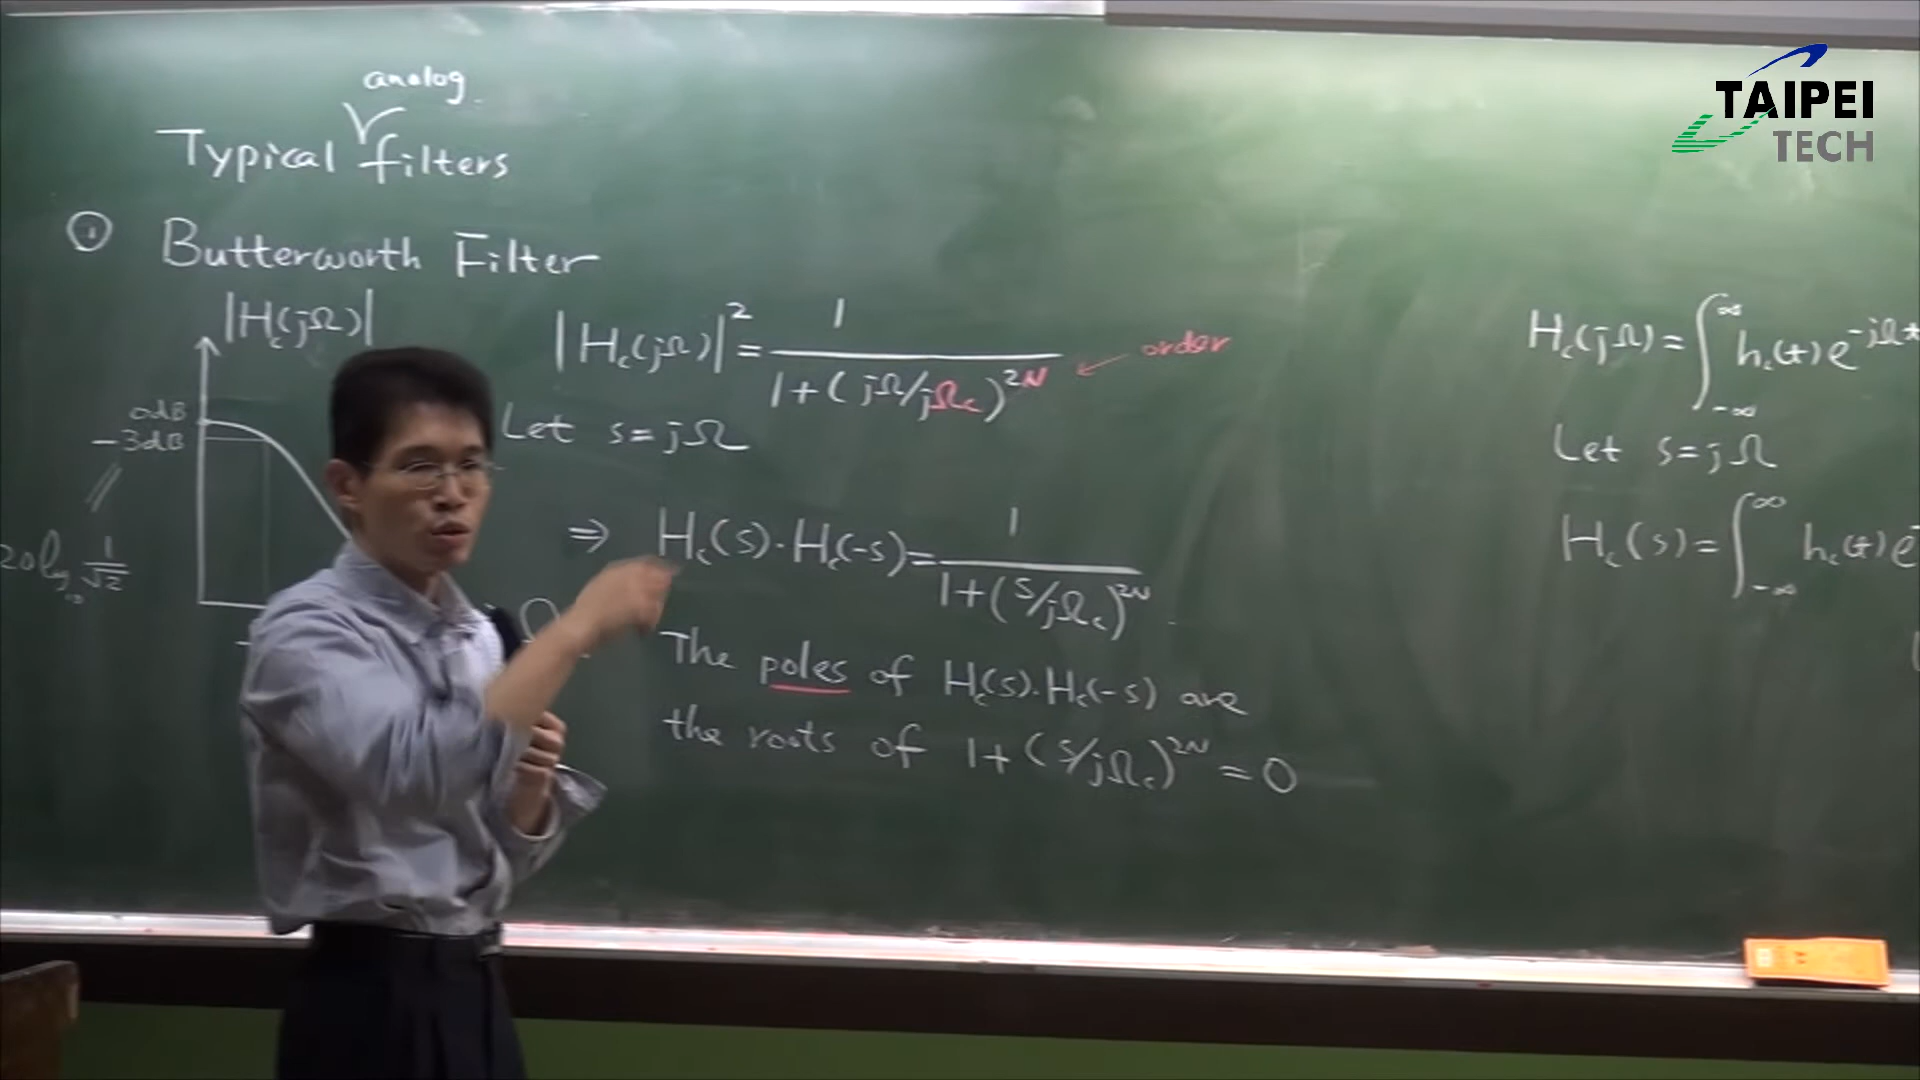 TAIPEI
TECH
analog
Typical filters
① Butterworth Filter
|Hc(jΩ)|
0dB
-3dB
20log₁₀ 1/√2
Ω
|Hc(jΩ)|² = 1/(1+(jΩ/jΩc)^2N) ← order
Let s=jΩ
⇒ Hc(s)·Hc(-s) = 1/(1+(s/jΩc)^2N)
The poles of Hc(s)·Hc(-s) are
the roots of 1+(s/jΩc)^2N = 0
Hc(jΩ) = ∫_-∞^∞ hc(t)e^-jΩt
Let s=jΩ
Hc(s) = ∫_-∞^∞ hc(t)e